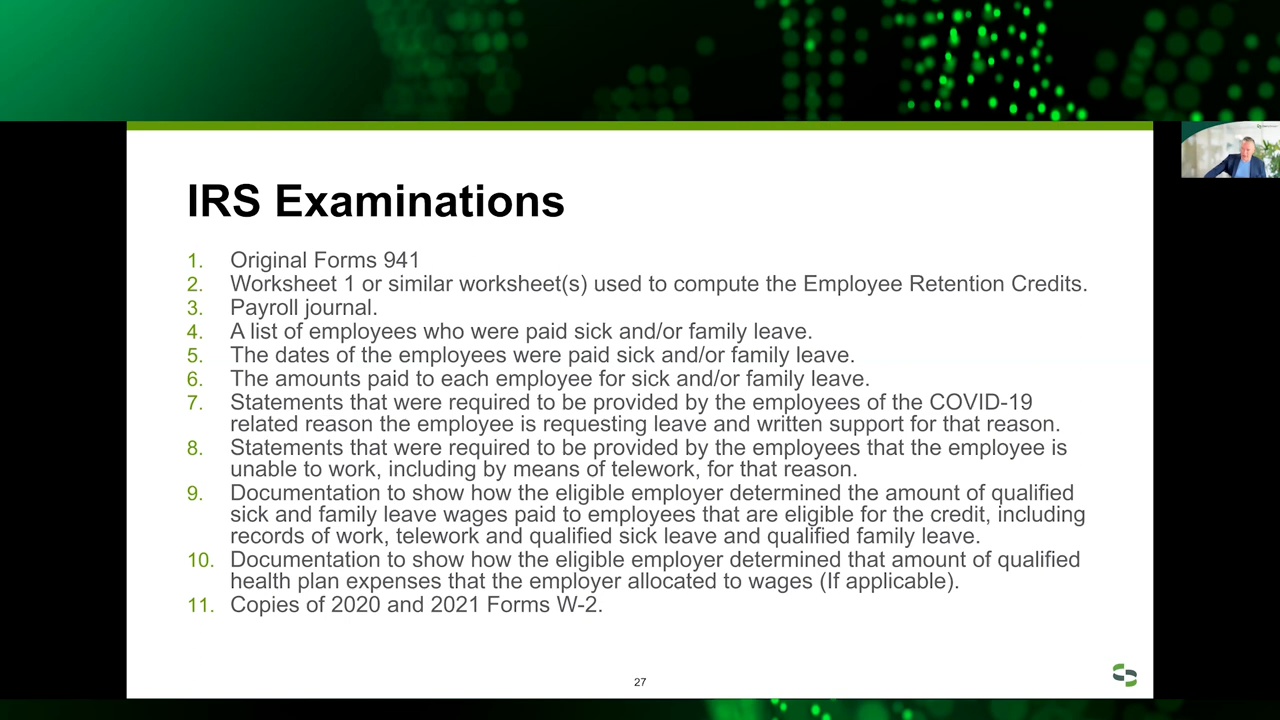 IRS Examinations
1. Original Forms 941
2. Worksheet 1 or similar worksheet(s) used to compute the Employee Retention Credits.
3. Payroll journal.
4. A list of employees who were paid sick and/or family leave.
5. The dates of the employees were paid sick and/or family leave.
6. The amounts paid to each employee for sick and/or family leave.
7. Statements that were required to be provided by the employees of the COVID-19
related reason the employee is requesting leave and written support for that reason.
8. Statements that were required to be provided by the employees that the employee is
unable to work, including by means of telework, for that reason.
9. Documentation to show how the eligible employer determined the amount of qualified
sick and family leave wages paid to employees that are eligible for the credit, including
records of work, telework and qualified sick leave and qualified family leave.
10. Documentation to show how the eligible employer determined that amount of qualified
health plan expenses that the employer allocated to wages (If applicable).
11. Copies of 2020 and 2021 Forms W-2.
27